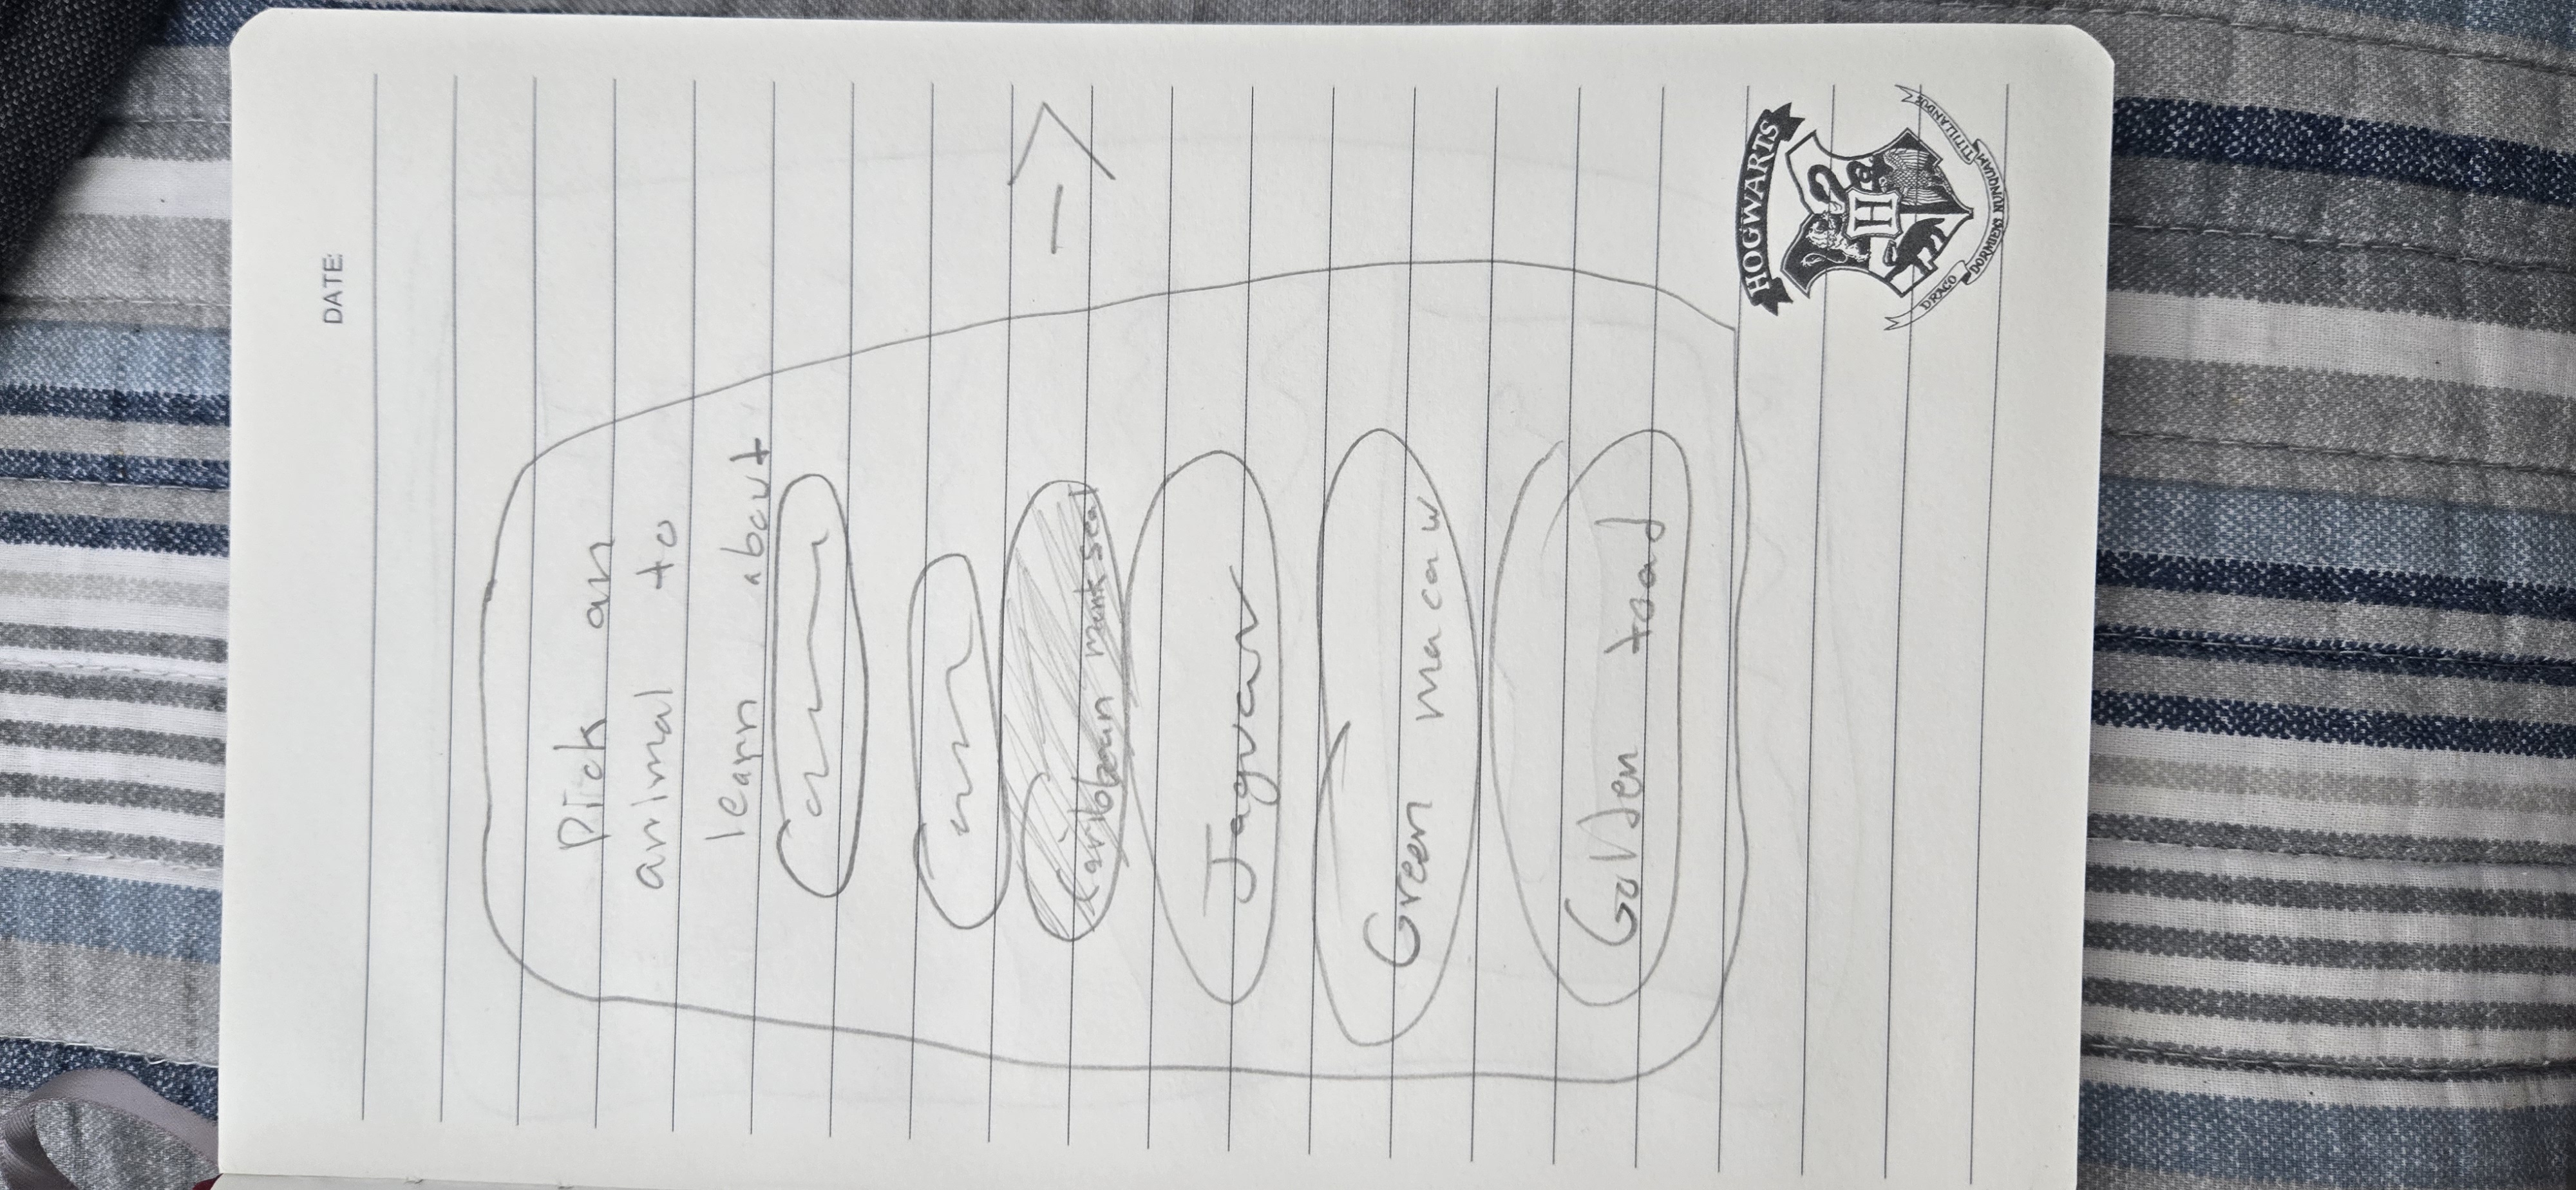 DATE:
Pick an
animal to
learn about
Caribbean monk seal
Jaguar
Green macaw
Golden toad
HOGWARTS
H
DRACO DORMIENS NUNQUAM TITILLANDUS